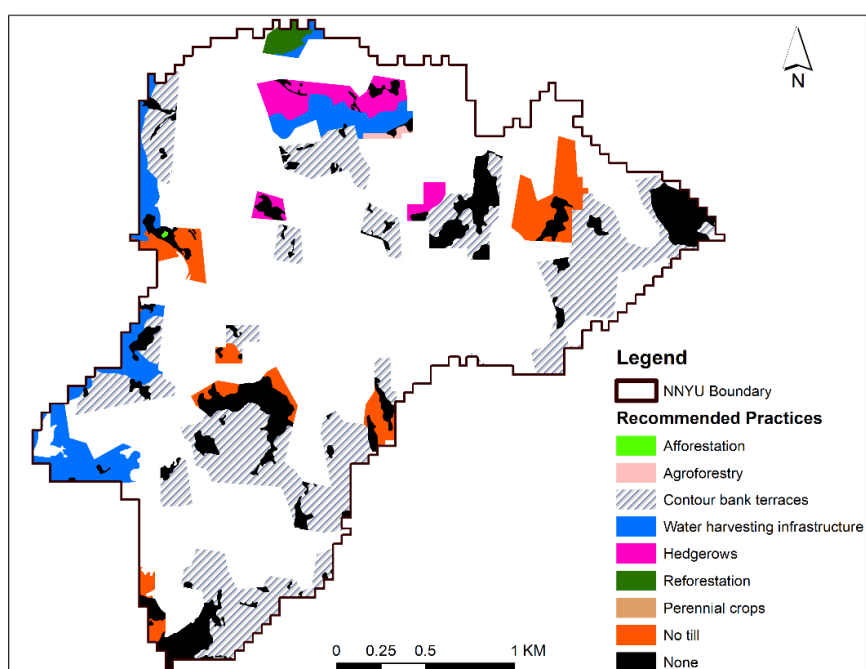 N
Legend
NNYU Boundary
Recommended Practices
Afforestation
Agroforestry
Contour bank terraces
Water harvesting infrastructure
Hedgerows
Reforestation
Perennial crops
No till
None
0 0.25 0.5 1 KM